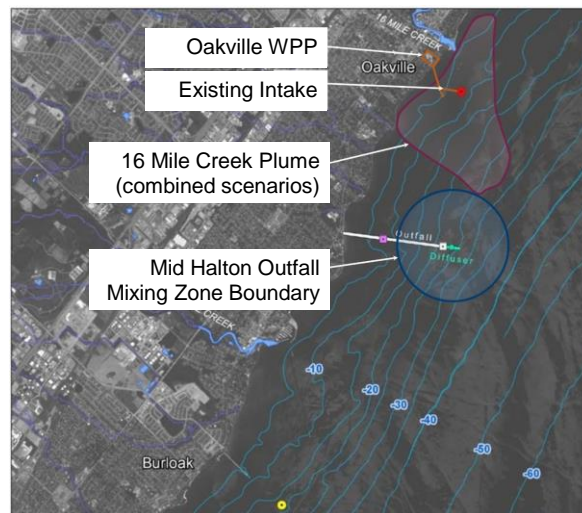 16 MILE CREEK
Oakville WPP
Oakville
Existing Intake
16 Mile Creek Plume
(combined scenarios)
Outfall
Diffuser
Mid Halton Outfall
Mixing Zone Boundary
CREEK
-10
-20
-30
-40
-50
-60
Burloak